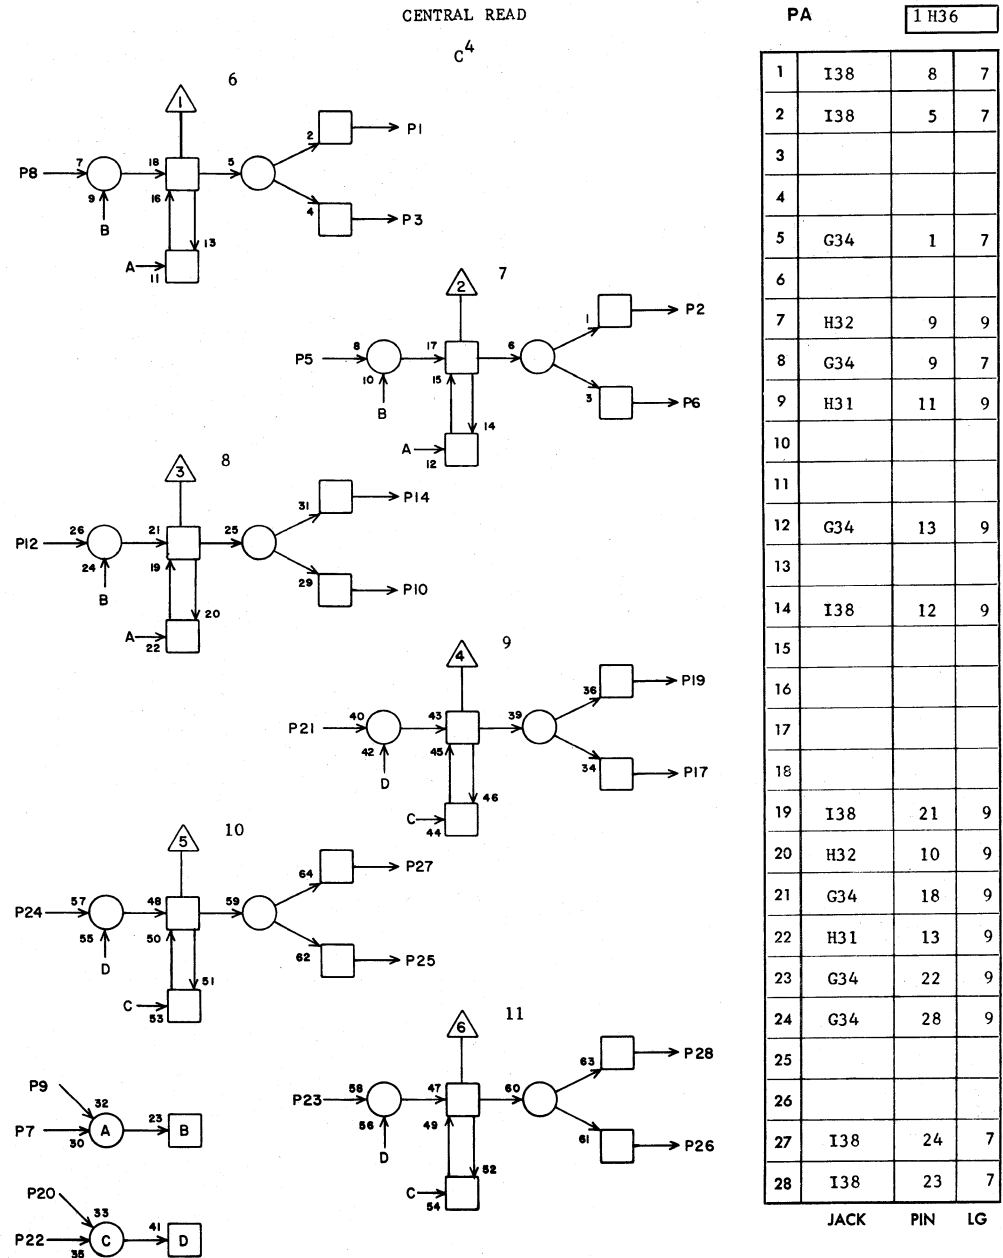 CENTRAL READ
C4
PA
1 H36
6
1
P8
7
18
5
2
P1
9
16
4
P3
B
13
A
11
7
2
P5
8
17
6
1
P2
10
15
3
P6
B
14
A
12
8
3
P12
26
21
25
31
P14
24
19
29
P10
B
20
A
22
9
4
P21
40
43
39
36
P19
42
45
34
P17
D
46
C
44
10
5
P24
57
48
59
64
P27
55
50
62
P25
D
51
C
53
11
6
P23
58
47
60
63
P28
56
49
61
P26
D
52
C
54
P9
32
P7
30
A
23
B
P20
33
P22
35
C
41
D
1 I38 8 7
2 I38 5 7
3
4
5 G34 1 7
6
7 H32 9 9
8 G34 9 7
9 H31 11 9
10
11
12 G34 13 9
13
14 I38 12 9
15
16
17
18
19 I38 21 9
20 H32 10 9
21 G34 18 9
22 H31 13 9
23 G34 22 9
24 G34 28 9
25
26
27 I38 24 7
28 I38 23 7
JACK PIN LG